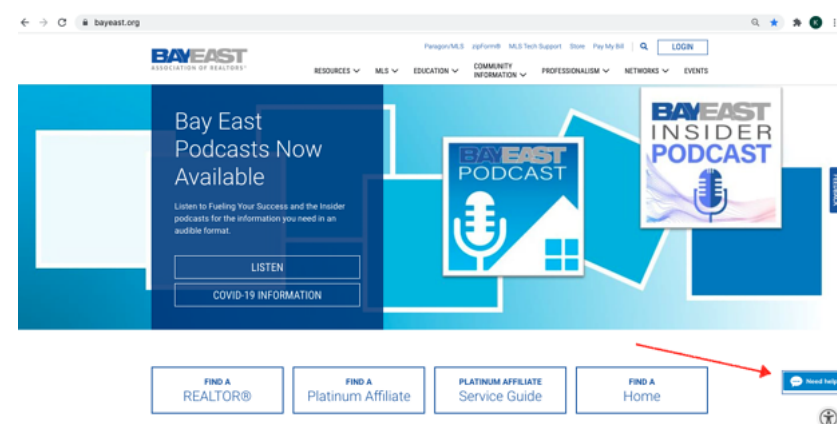 bayeast.org
K
BAYEAST
ASSOCIATION OF REALTORS®
Paragon/MLS zipForm® MLS Tech Support Store Pay My Bill LOGIN
RESOURCES MLS EDUCATION COMMUNITY INFORMATION PROFESSIONALISM NETWORKS EVENTS
Bay East
Podcasts Now
Available
Listen to Fueling Your Success and the Insider
podcasts for the information you need in an
audible format.
LISTEN
COVID-19 INFORMATION
BAYEAST
PODCAST
BAYEAST
INSIDER
PODCAST
FIND A
REALTOR®
FIND A
Platinum Affiliate
PLATINUM AFFILIATE
Service Guide
FIND A
Home
Need help